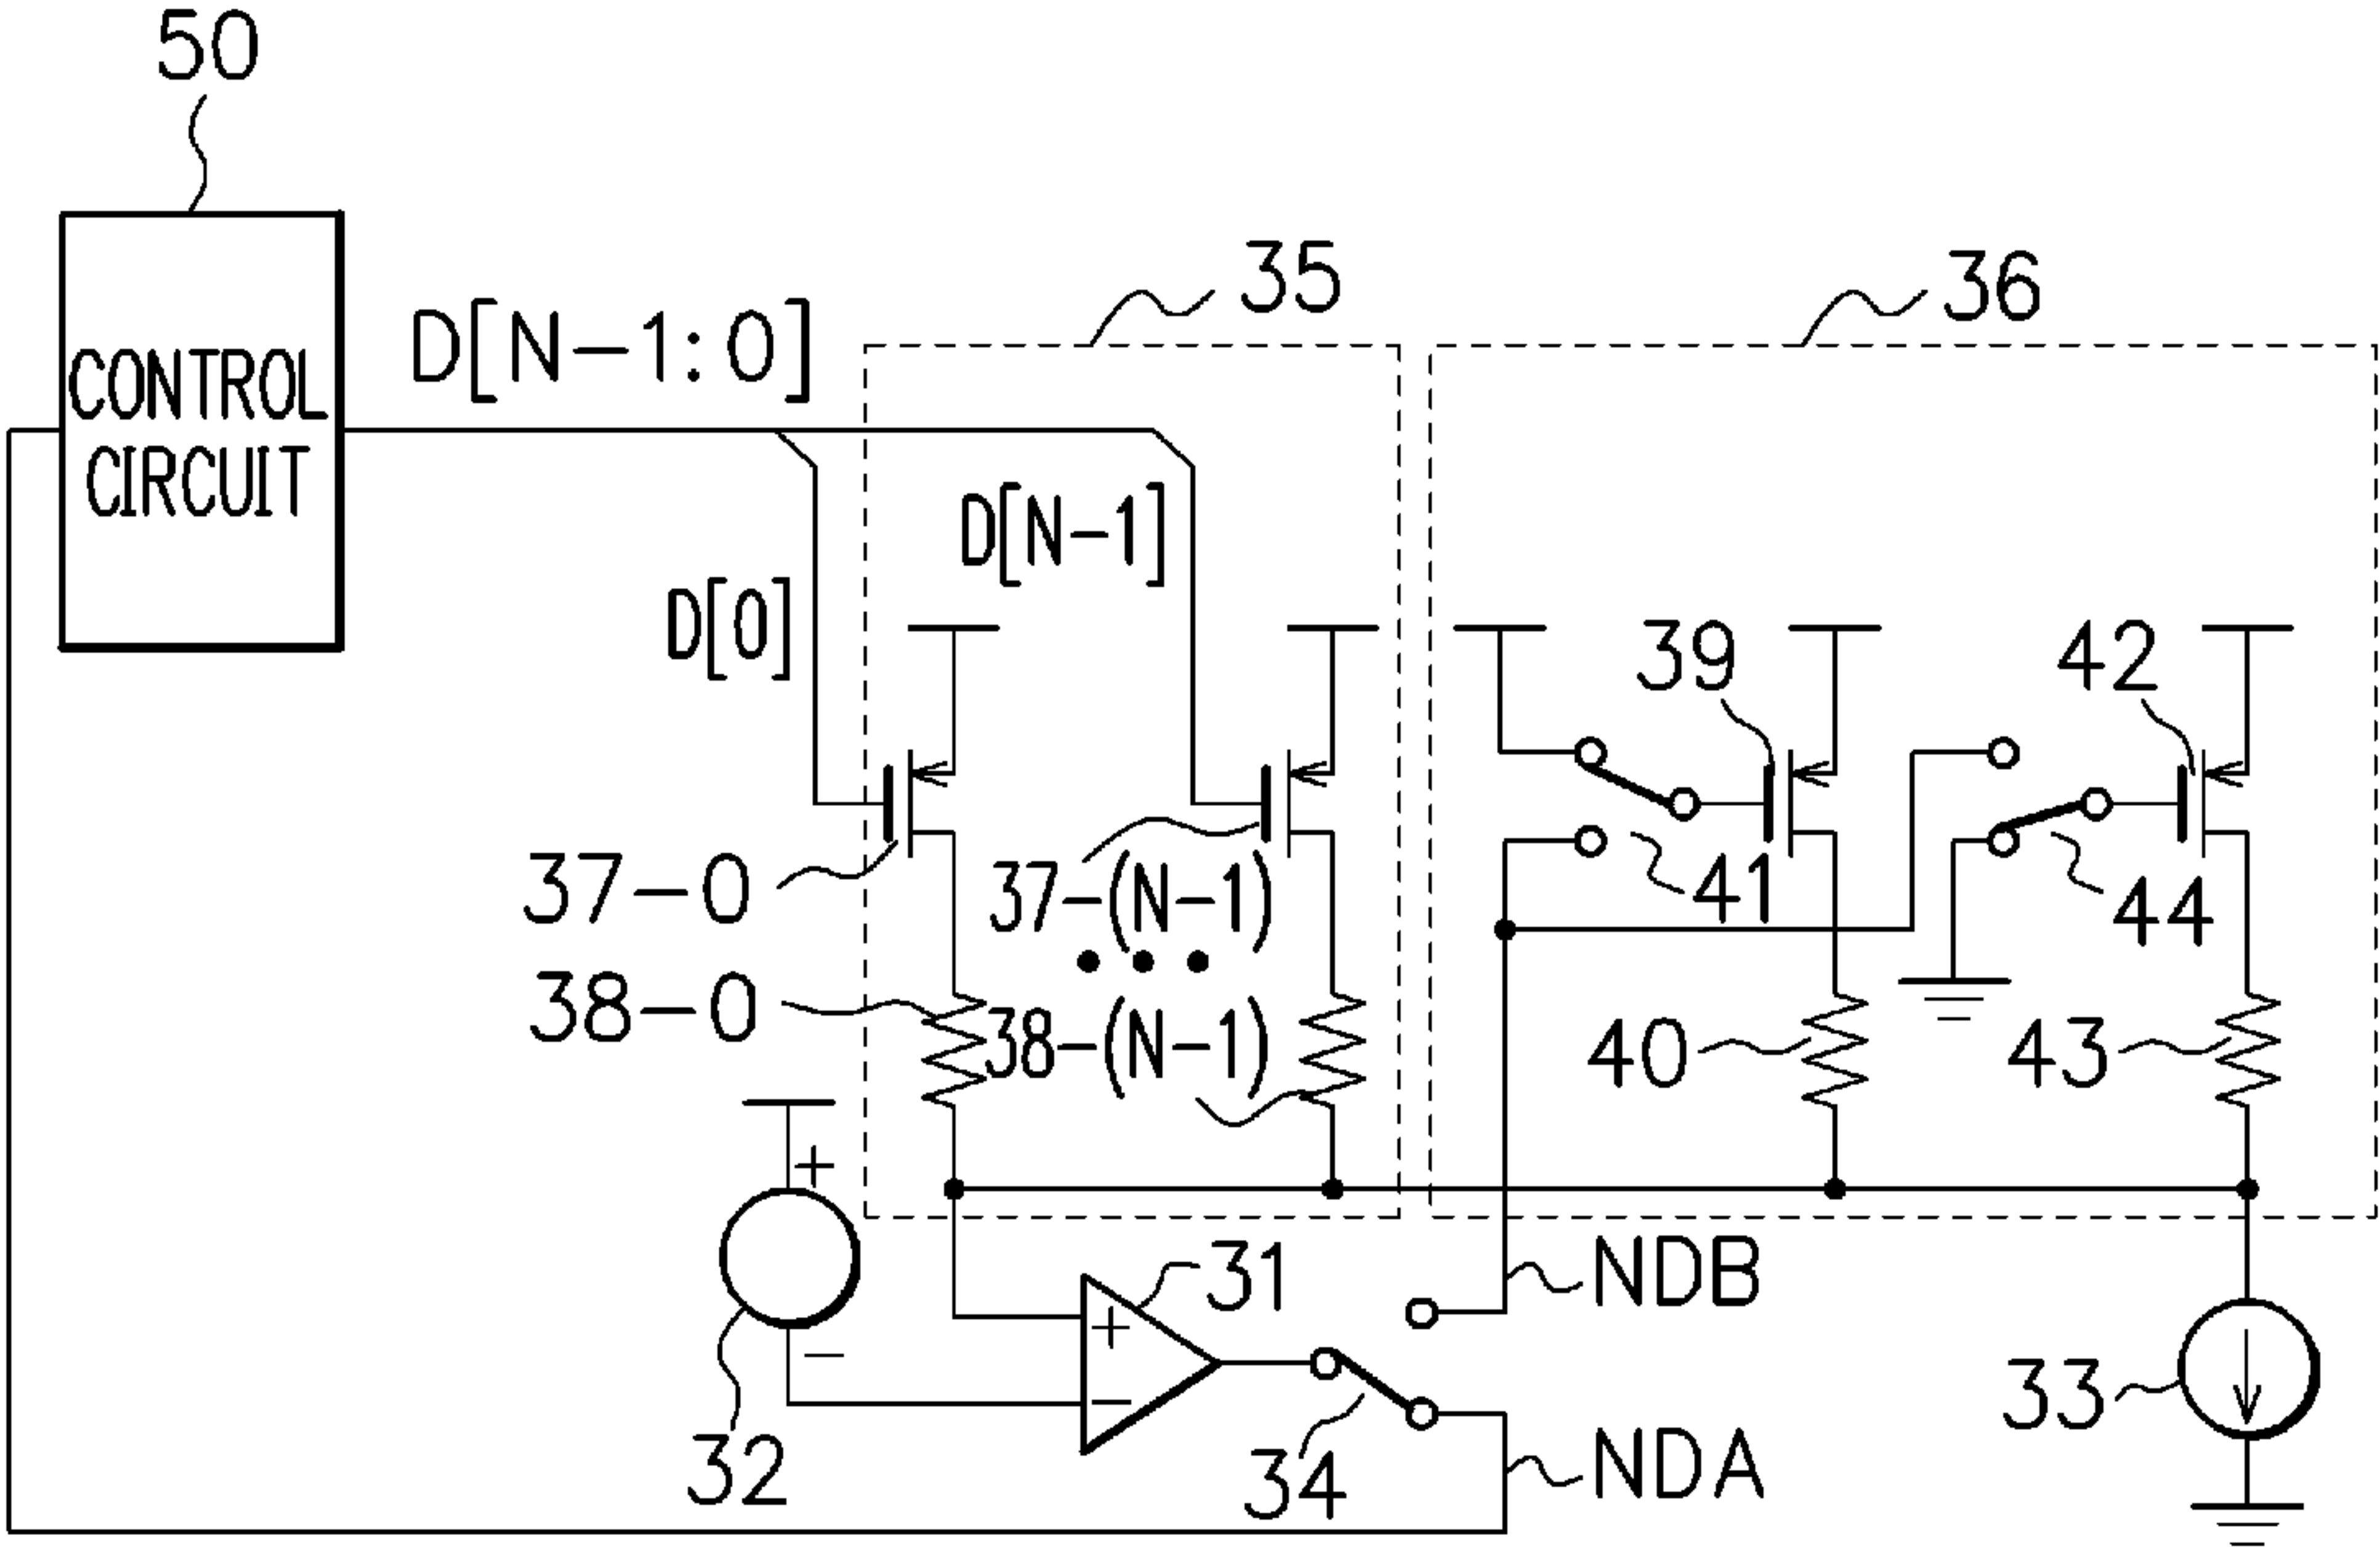 50
CONTROL
CIRCUIT
D[N-1:0]
35
36
D[N-1]
D[0]
39
42
37-0
37-(N-1)
41
44
• • •
38-0
38-(N-1)
40
43
+
−
32
31
+
−
NDB
34
NDA
33